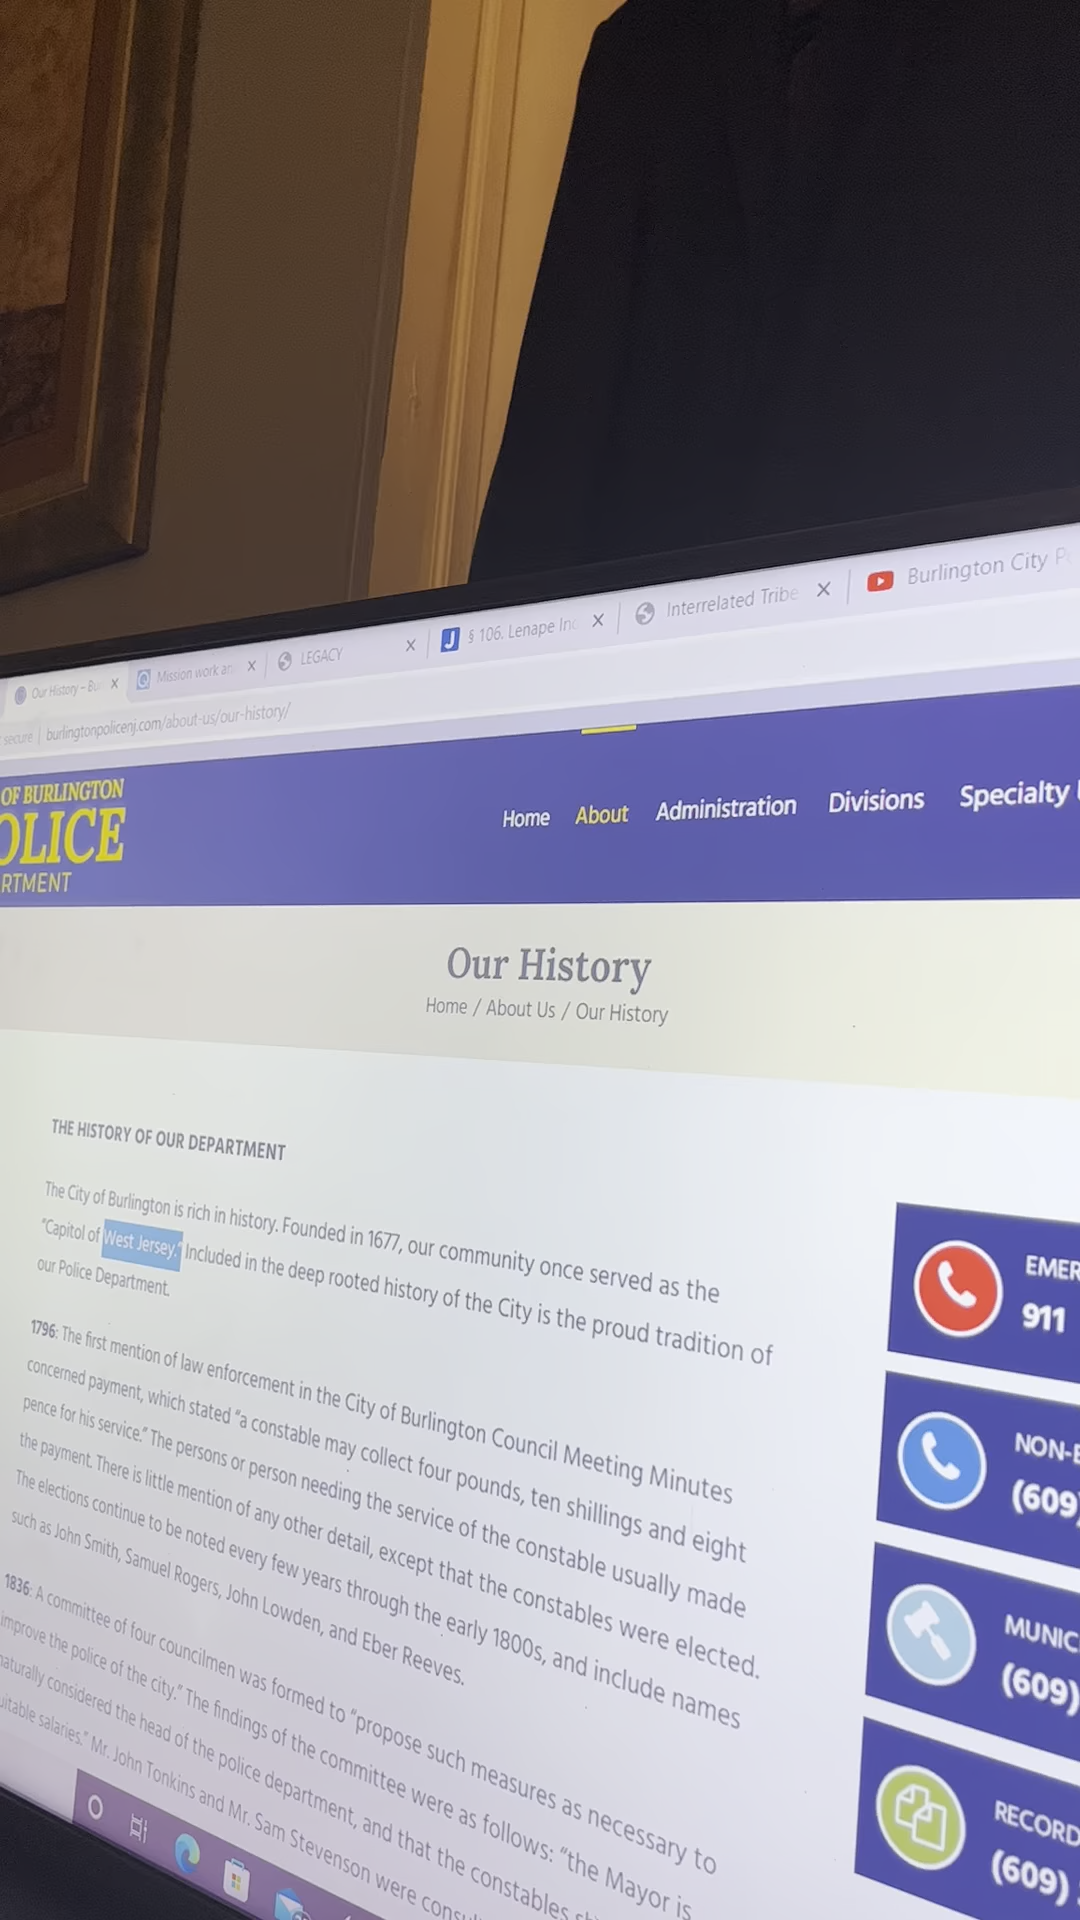 Our History – Bu
Mission work an
LEGACY
§ 106. Lenape Inc
Interrelated Tribe
Burlington City P
secure | burlingtonpolicenj.com/about-us/our-history/
OF BURLINGTON
OLICE
RTMENT
Home About Administration Divisions Specialty
Our History
Home / About Us / Our History
THE HISTORY OF OUR DEPARTMENT
The City of Burlington is rich in history. Founded in 1677, our community once served as the
"Capitol of West Jersey." Included in the deep rooted history of the City is the proud tradition of
our Police Department.
1796: The first mention of law enforcement in the City of Burlington Council Meeting Minutes
concerned payment, which stated "a constable may collect four pounds, ten shillings and eight
pence for his service." The persons or person needing the service of the constable usually made
the payment. There is little mention of any other detail, except that the constables were elected.
The elections continue to be noted every few years through the early 1800s, and include names
such as John Smith, Samuel Rogers, John Lowden, and Eber Reeves.
1836: A committee of four councilmen was formed to "propose such measures as necessary to
improve the police of the city." The findings of the committee were as follows: "the Mayor is
naturally considered the head of the police department, and that the constables
uitable salaries." Mr. John Tonkins and Mr. Sam Stevenson were
EMER
911
NON-E
(609)
MUNIC
(609)
RECORD
(609)